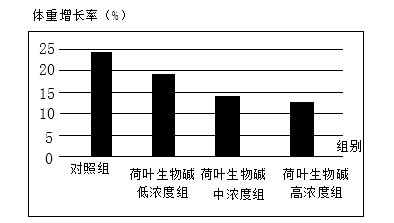 体重增长率（%）
25
20
15
10
5
0
组别
对照组
荷叶生物碱
低浓度组
荷叶生物碱
中浓度组
荷叶生物碱
高浓度组